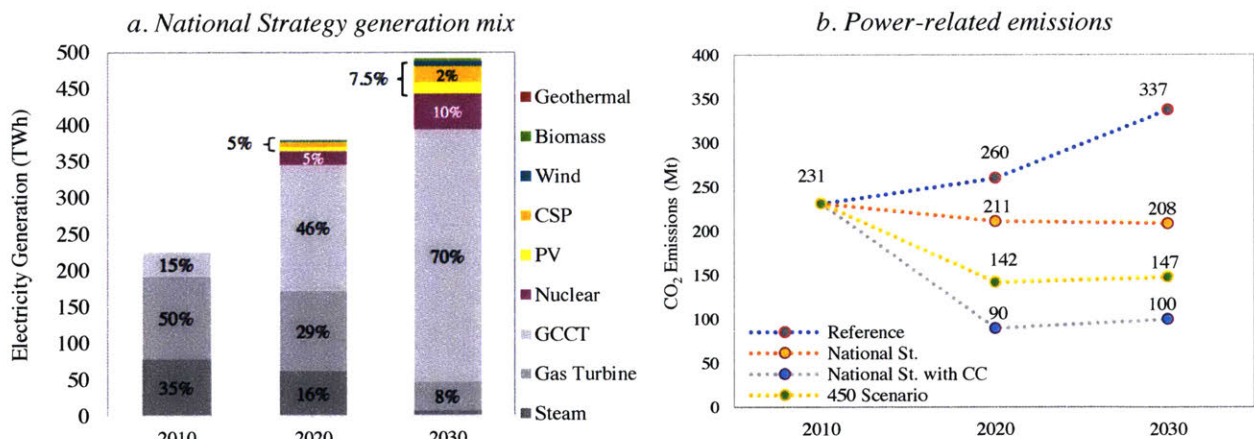 a. National Strategy generation mix
Electricity Generation (TWh)
500
450
400
350
300
250
200
150
100
50
0
15%
50%
35%
5%
5%
46%
29%
16%
7.5%
2%
10%
70%
8%
2010
2020
2030
Geothermal
Biomass
Wind
CSP
PV
Nuclear
GCCT
Gas Turbine
Steam
b. Power-related emissions
CO2 Emissions (Mt)
400
350
300
250
200
150
100
50
0
231
260
337
211
208
142
147
90
100
Reference
National St.
National St. with CC
450 Scenario
2010
2020
2030